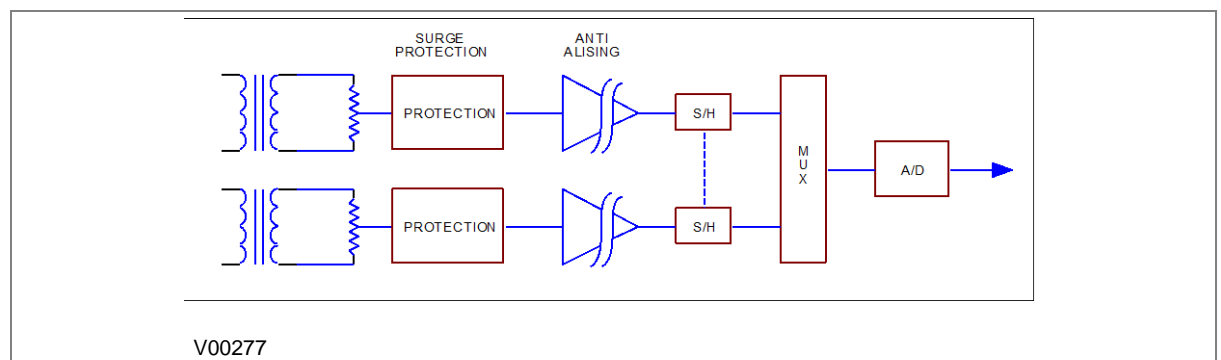 SURGE
PROTECTION
ANTI
ALISING
PROTECTION
S/H
M
U
X
A/D
PROTECTION
S/H
V00277